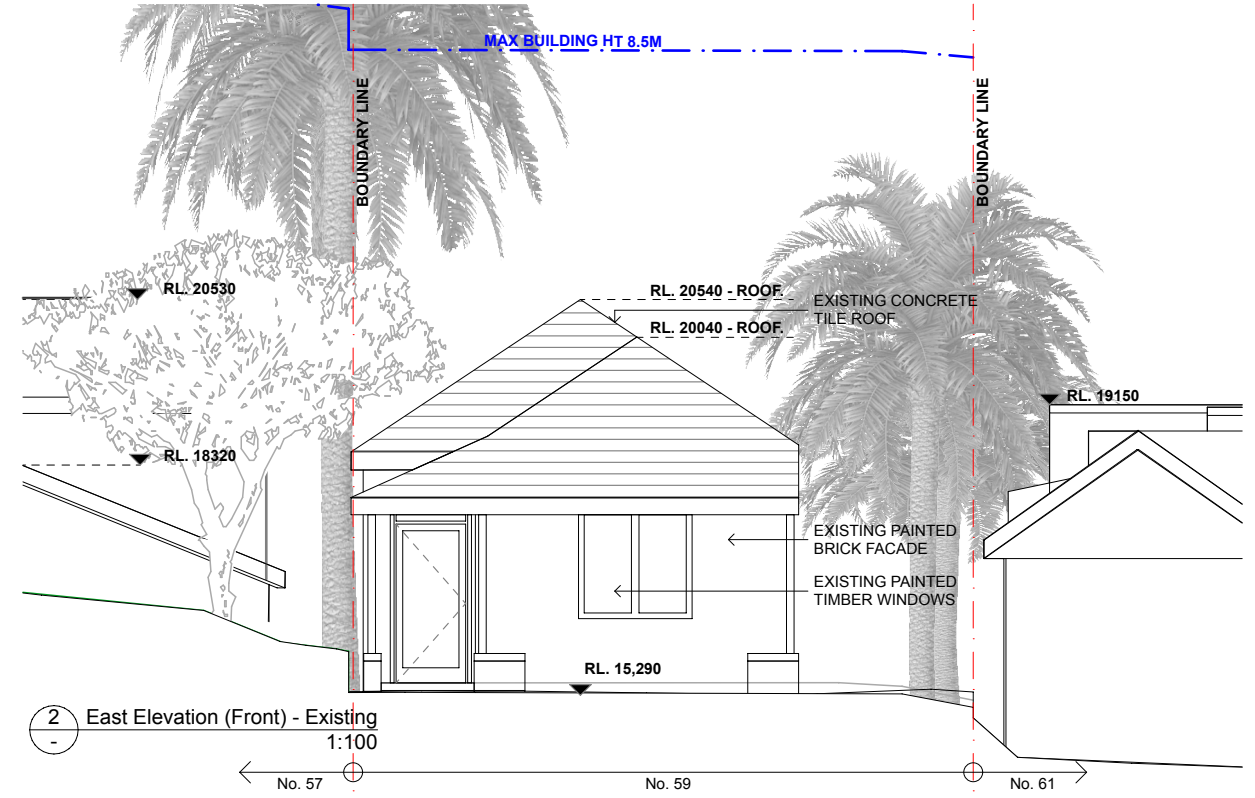 MAX BUILDING HT 8.5M
BOUNDARY LINE
BOUNDARY LINE
RL. 20530
RL. 20540 - ROOF.
EXISTING CONCRETE
TILE ROOF
RL. 20040 - ROOF.
RL. 19150
RL. 18320
EXISTING PAINTED
BRICK FACADE
EXISTING PAINTED
TIMBER WINDOWS
RL. 15,290
2
-
East Elevation (Front) - Existing
1:100
No. 57
No. 59
No. 61